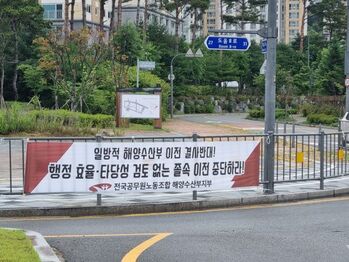 일방적 해양수산부 이전 결사반대!
행정 효율·타당성 검토 없는 졸속 이전 중단하라!
전국공무원노동조합 해양수산부지부